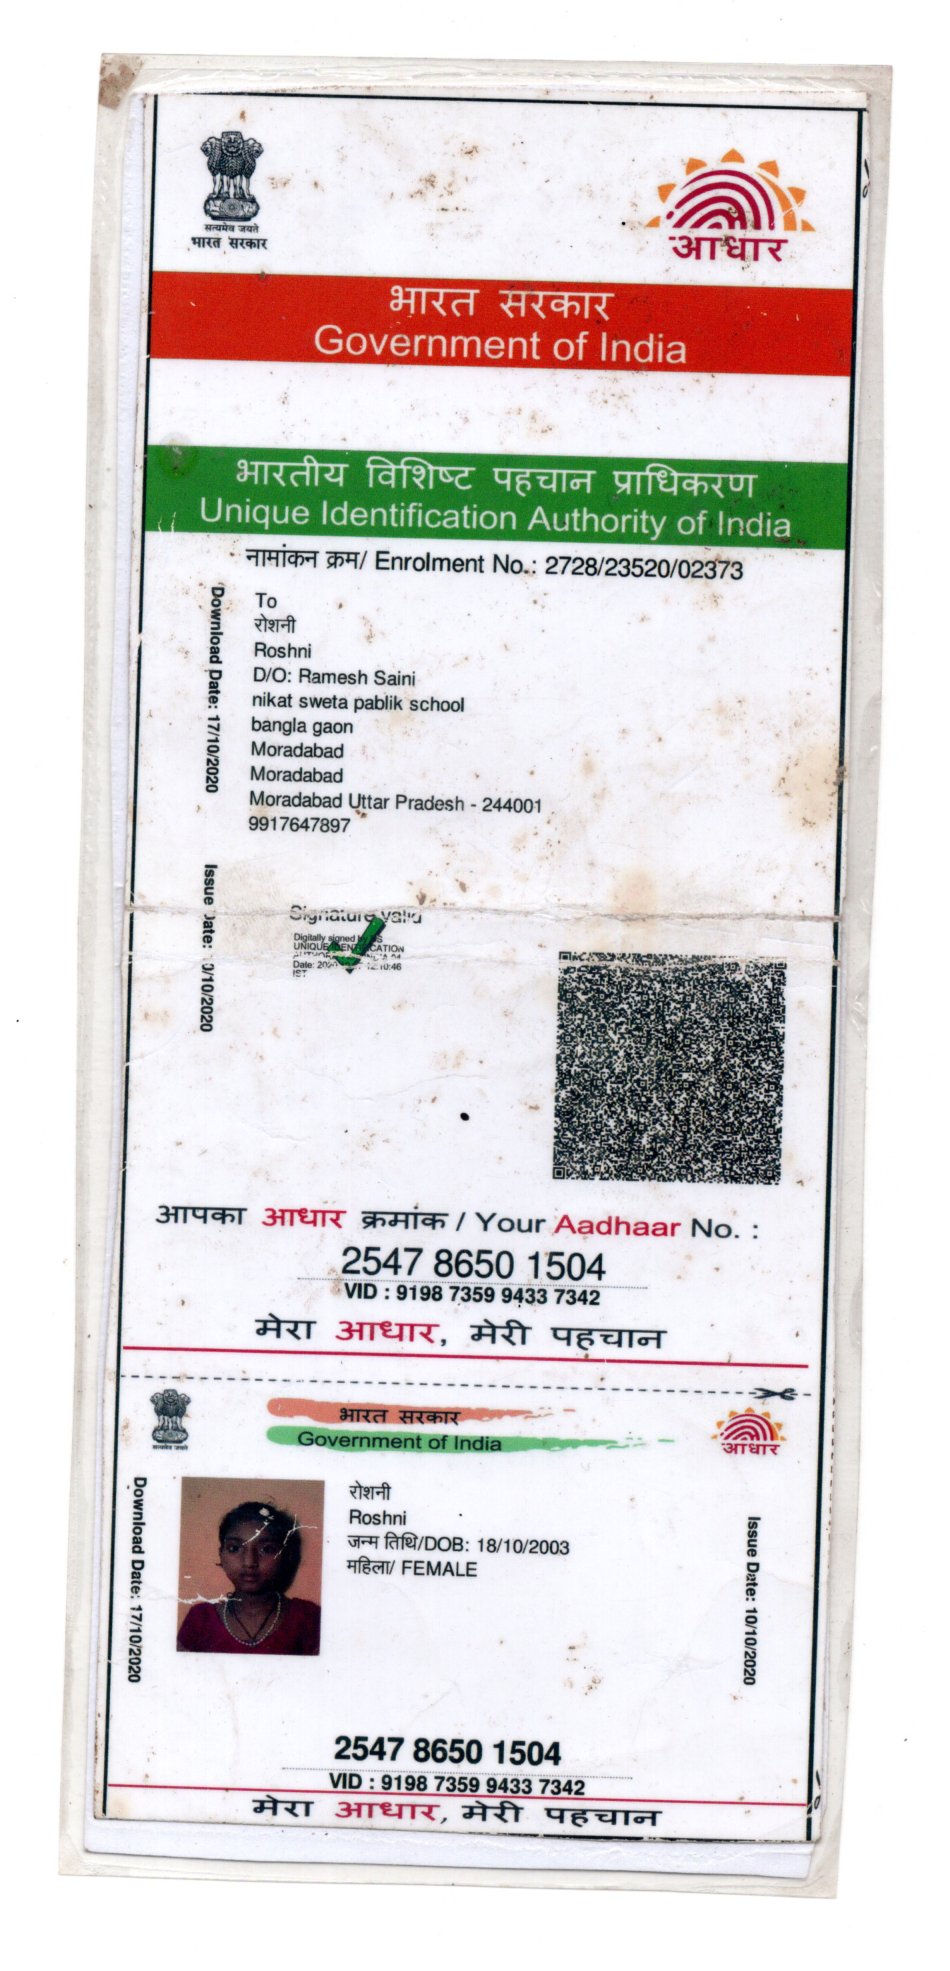 सत्यमेव जयते
भारत सरकार
आधार
भारत सरकार
Government of India
भारतीय विशिष्ट पहचान प्राधिकरण
Unique Identification Authority of India
नामांकन क्रम/ Enrolment No.: 2728/23520/02373
Download Date: 17/10/2020
To
रोशनी
Roshni
D/O: Ramesh Saini
nikat sweta pablik school
bangla gaon
Moradabad
Moradabad
Moradabad Uttar Pradesh - 244001
9917647897
Issue
Signature valid
Digitally signed by
UNIQUE
Date:
IST
आपका आधार क्रमांक / Your Aadhaar No. :
2547 8650 1504
VID : 9198 7359 9433 7342
मेरा आधार, मेरी पहचान
सत्यमेव जयते
भारत सरकार
Government of India
आधार
Download Date: 17/10/2020
रोशनी
Roshni
जन्म तिथि/DOB: 18/10/2003
महिला/ FEMALE
Issue Date: 10/10/2020
2547 8650 1504
VID : 9198 7359 9433 7342
मेरा आधार, मेरी पहचान